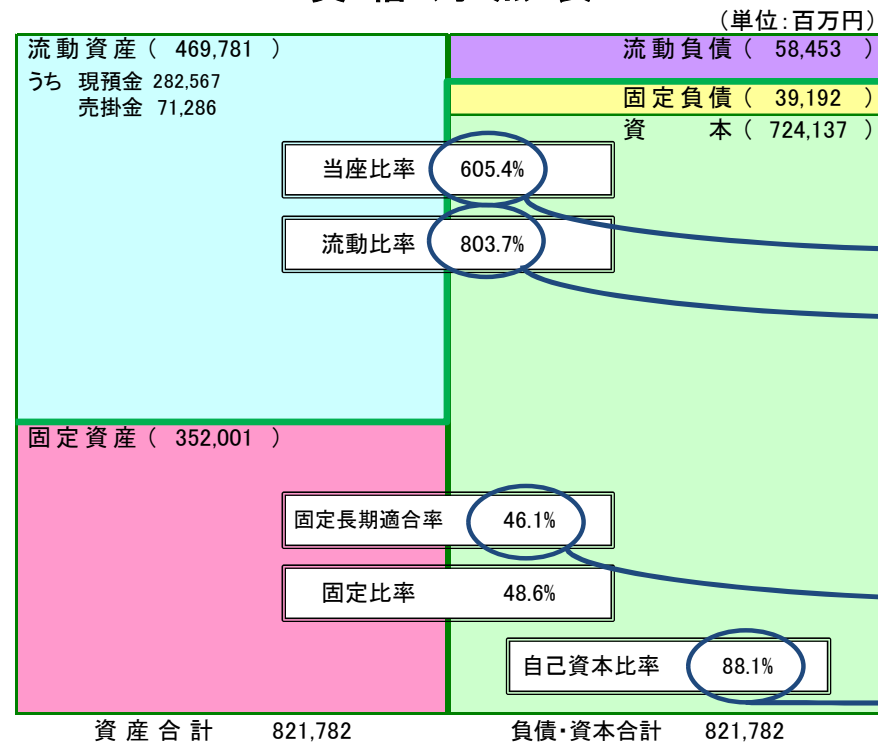 （単位：百万円）
流動資産（ 469,781 ）
うち 現預金 282,567
売掛金 71,286
流動負債（ 58,453 ）
固定負債（ 39,192 ）
資 本（ 724,137 ）
当座比率 605.4%
流動比率 803.7%
固定資産（ 352,001 ）
固定長期適合率 46.1%
固定比率 48.6%
自己資本比率 88.1%
資産合計 821,782
負債・資本合計 821,782